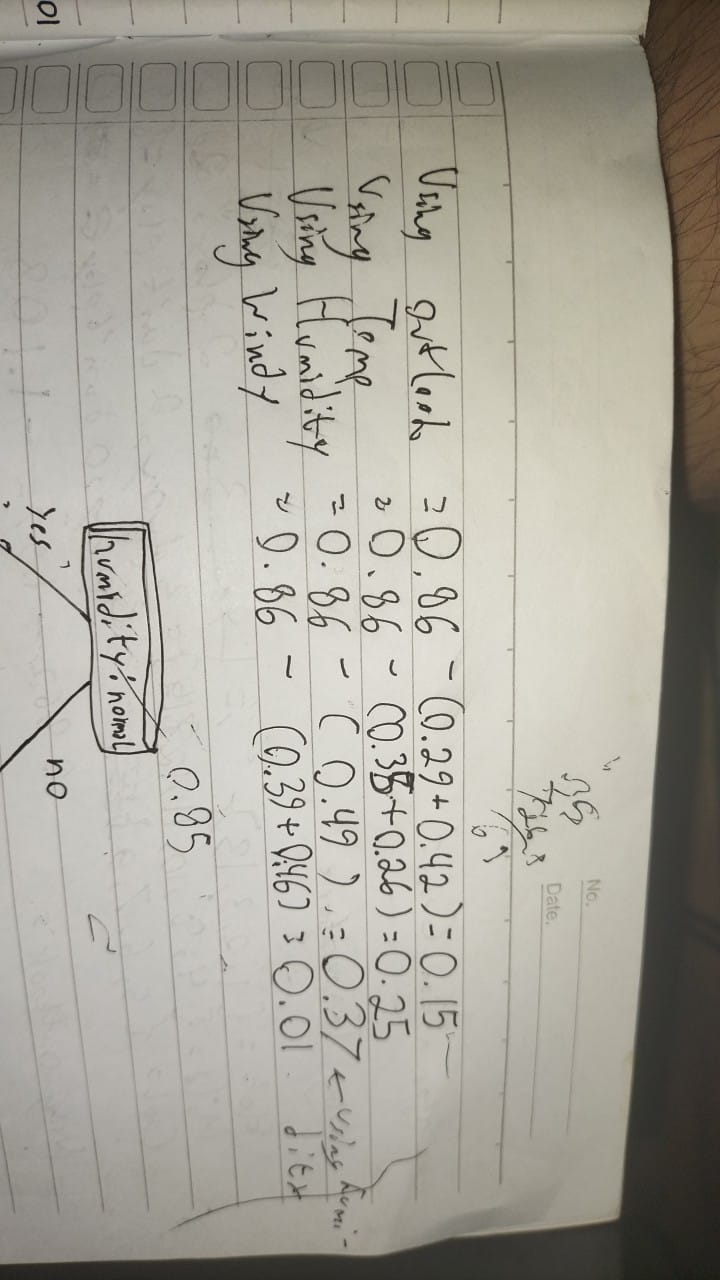 No.
Date.
Using outlook = 0.86 - (0.29 + 0.42) = 0.15
Using Temp = 0.86 - (0.35 + 0.26) = 0.25
Using Humidity = 0.86 - (0.49) = 0.37 ← using humi-
Using Windy = 0.86 - (0.39 + 0.46) = 0.01 dity
0.85
humidity: normal
Yes
no
01